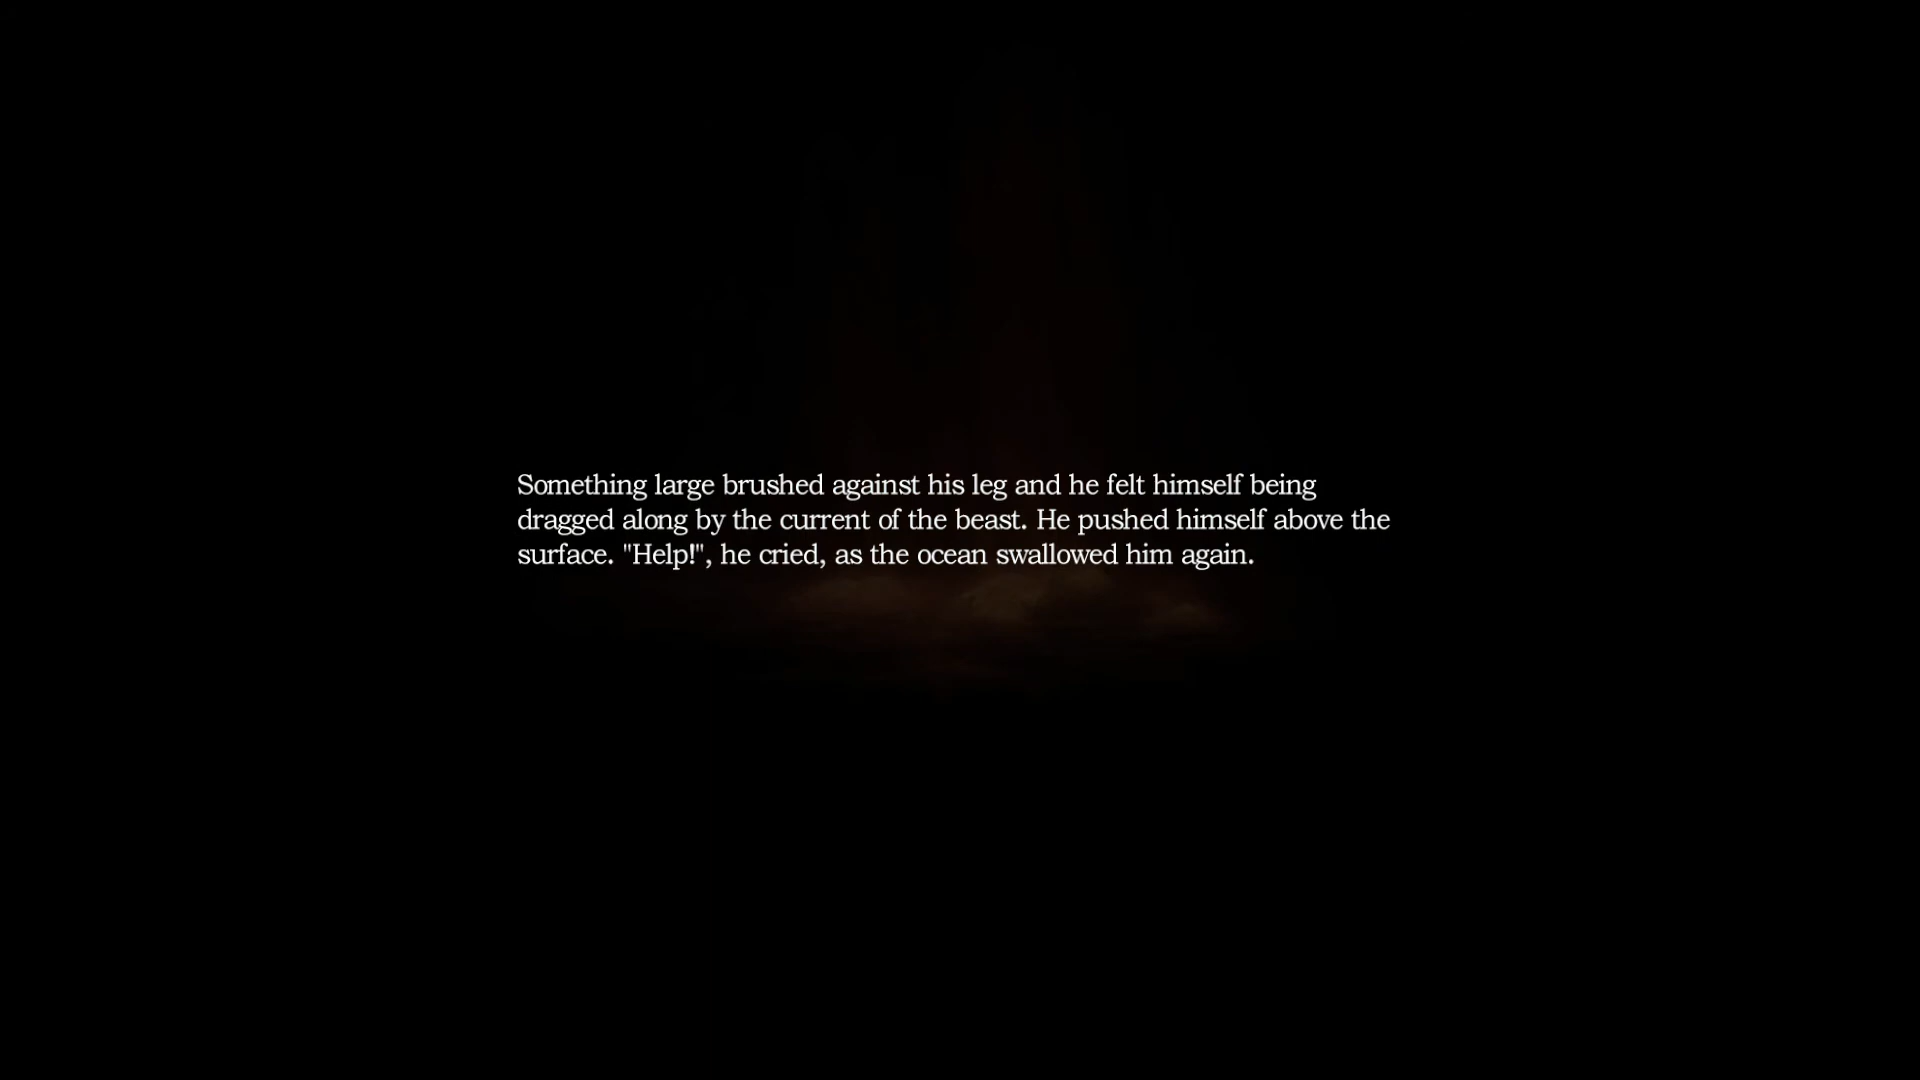 Something large brushed against his leg and he felt himself being
dragged along by the current of the beast. He pushed himself above the
surface. "Help!", he cried, as the ocean swallowed him again.